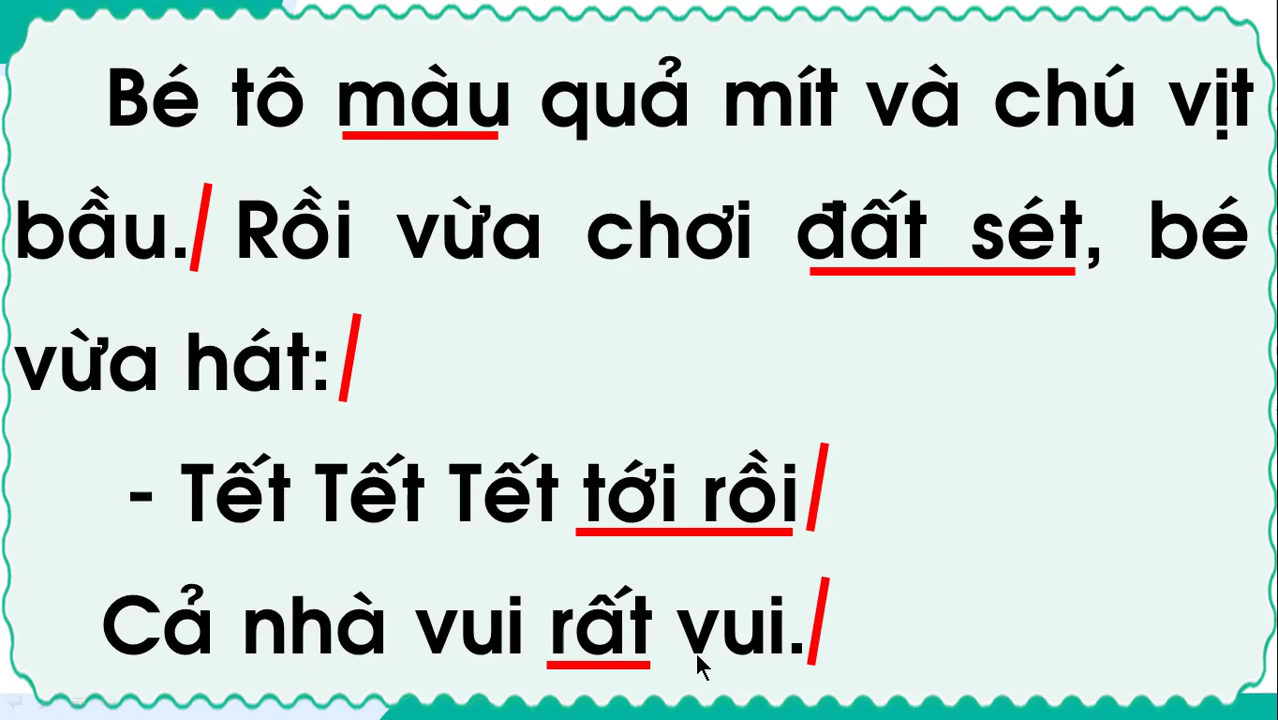 Bé tô màu quả mít và chú vịt
bầu./ Rồi vừa chơi đất sét, bé
vừa hát:/
- Tết Tết Tết tới rồi/
Cả nhà vui rất vui./